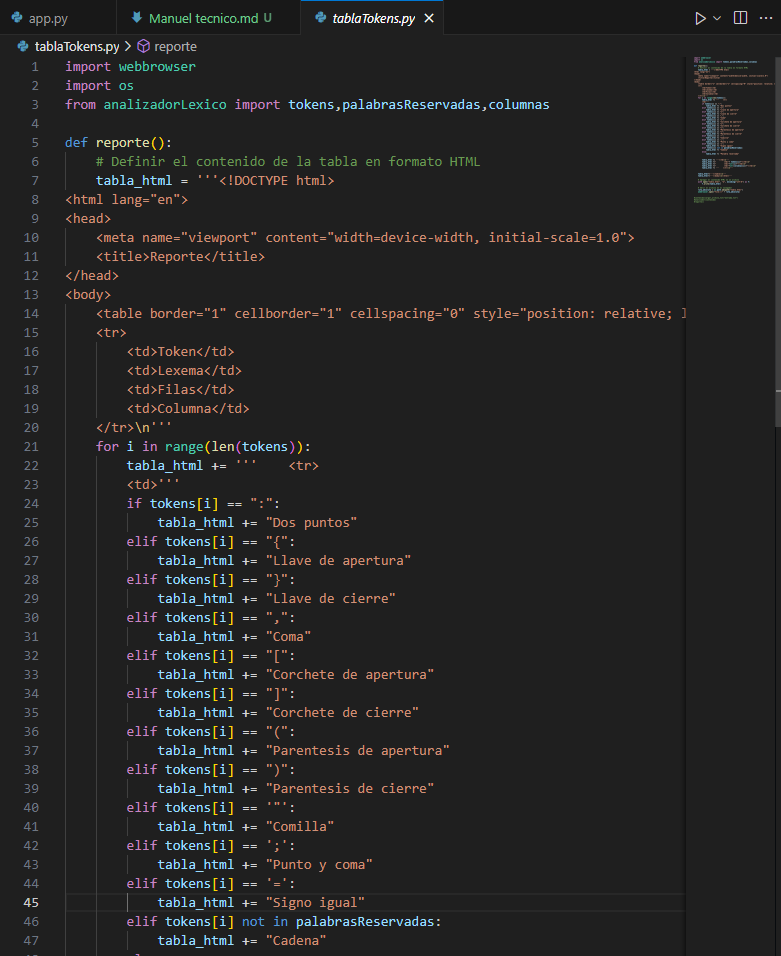 app.py Manuel tecnico.md U tablaTokens.py
tablaTokens.py > reporte
1 import webbrowser
2 import os
3 from analizadorLexico import tokens,palabrasReservadas,columnas
4
5 def reporte():
6 # Definir el contenido de la tabla en formato HTML
7 tabla_html = '''<!DOCTYPE html>
8 <html lang="en">
9 <head>
10 <meta name="viewport" content="width=device-width, initial-scale=1.0">
11 <title>Reporte</title>
12 </head>
13 <body>
14 <table border="1" cellborder="1" cellspacing="0" style="position: relative;
15 <tr>
16 <td>Token</td>
17 <td>Lexema</td>
18 <td>Filas</td>
19 <td>Columna</td>
20 </tr>\n'''
21 for i in range(len(tokens)):
22 tabla_html += ''' <tr>
23 <td>'''
24 if tokens[i] == ":":
25 tabla_html += "Dos puntos"
26 elif tokens[i] == "{":
27 tabla_html += "Llave de apertura"
28 elif tokens[i] == "}":
29 tabla_html += "Llave de cierre"
30 elif tokens[i] == ",":
31 tabla_html += "Coma"
32 elif tokens[i] == "[":
33 tabla_html += "Corchete de apertura"
34 elif tokens[i] == "]":
35 tabla_html += "Corchete de cierre"
36 elif tokens[i] == "(":
37 tabla_html += "Parentesis de apertura"
38 elif tokens[i] == ")":
39 tabla_html += "Parentesis de cierre"
40 elif tokens[i] == '"':
41 tabla_html += "Comilla"
42 elif tokens[i] == ';':
43 tabla_html += "Punto y coma"
44 elif tokens[i] == '=':
45 tabla_html += "Signo igual"
46 elif tokens[i] not in palabrasReservadas:
47 tabla_html += "Cadena"